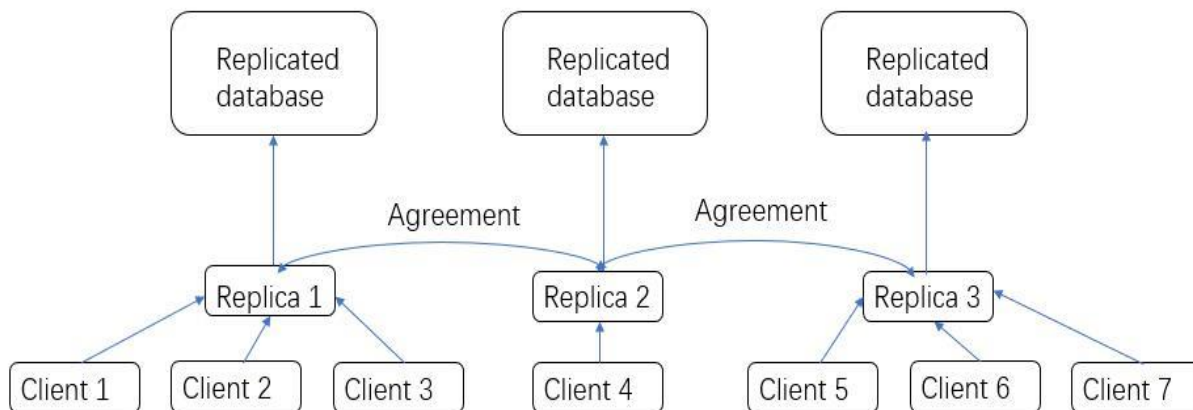 Replicated
database
Replicated
database
Replicated
database
Agreement
Agreement
Replica 1
Replica 2
Replica 3
Client 1
Client 2
Client 3
Client 4
Client 5
Client 6
Client 7